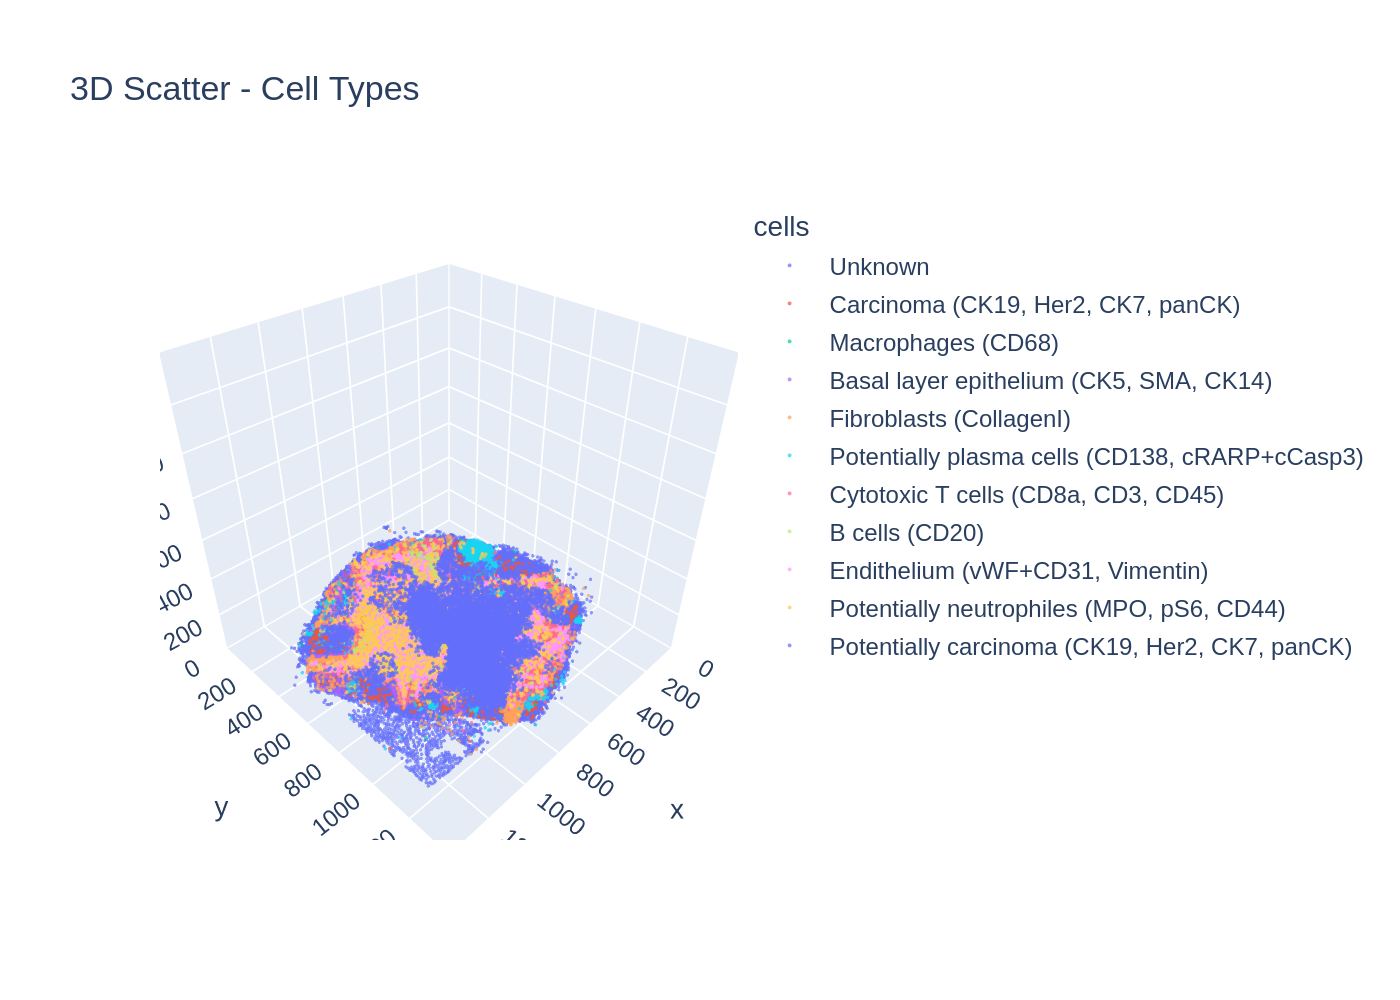 3D Scatter - Cell Types
cells
Unknown
Carcinoma (CK19, Her2, CK7, panCK)
Macrophages (CD68)
Basal layer epithelium (CK5, SMA, CK14)
Fibroblasts (CollagenI)
Potentially plasma cells (CD138, cRARP+cCasp3)
Cytotoxic T cells (CD8a, CD3, CD45)
B cells (CD20)
Endithelium (vWF+CD31, Vimentin)
Potentially neutrophiles (MPO, pS6, CD44)
Potentially carcinoma (CK19, Her2, CK7, panCK)
400
200
0
200
400
600
800
1000
y
0
200
400
600
800
1000
x